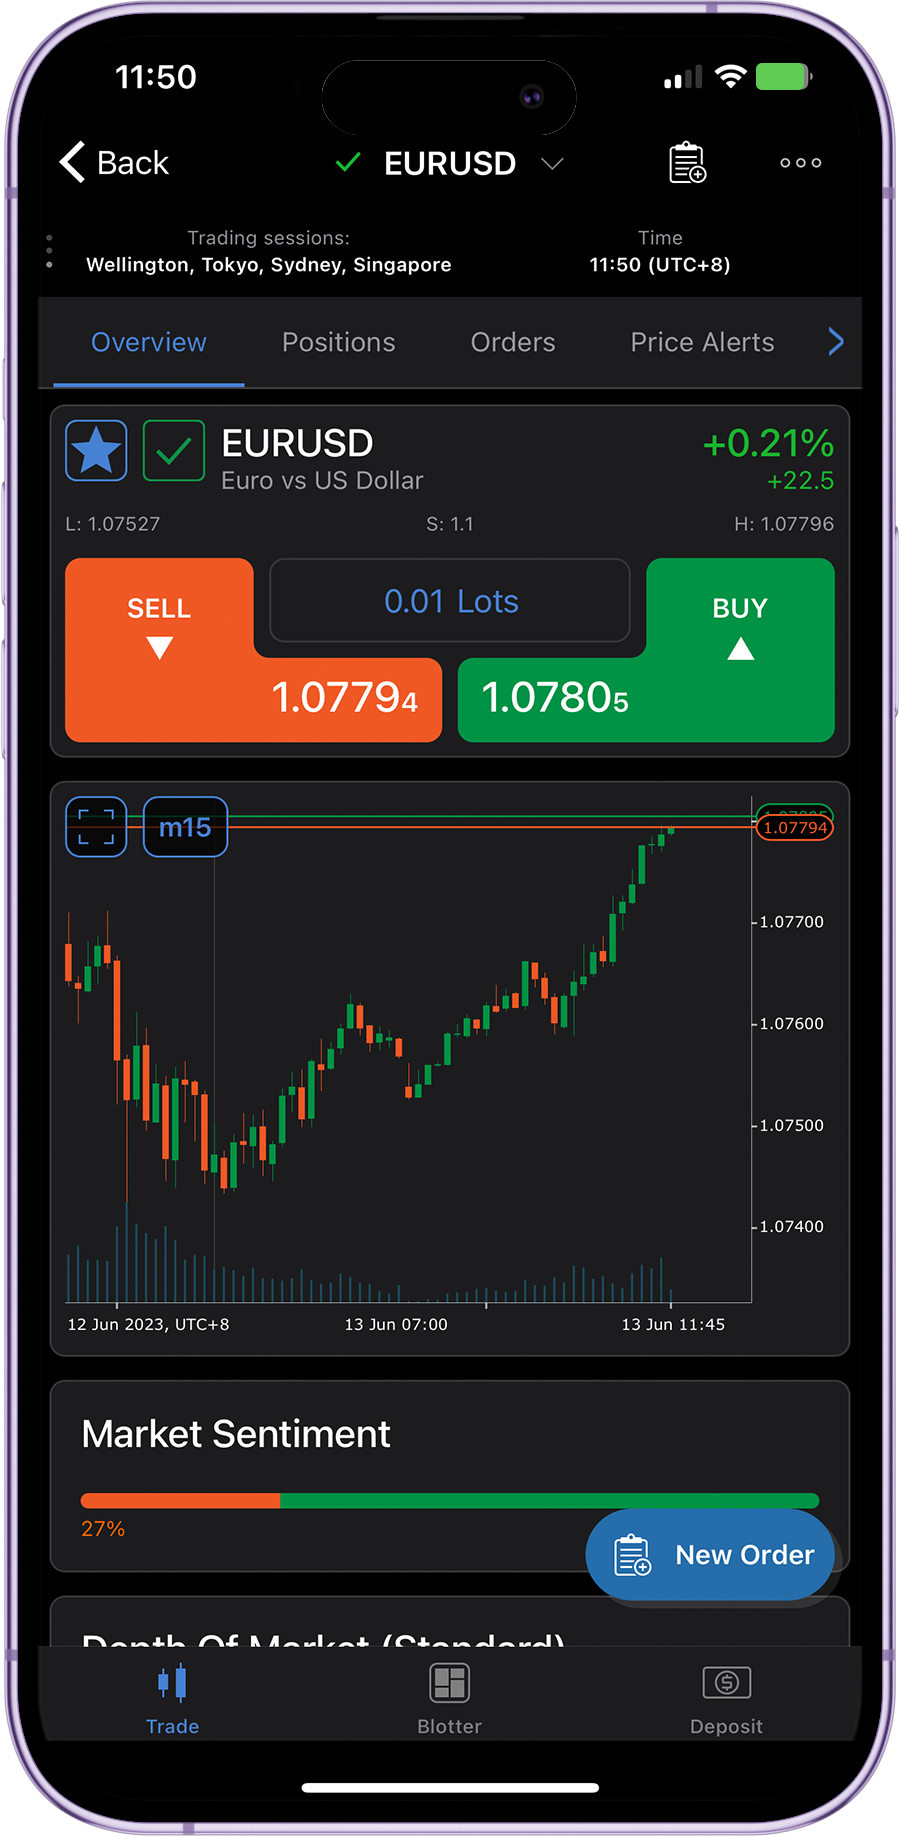 11:50
Back EURUSD
Trading sessions: Time
Wellington, Tokyo, Sydney, Singapore 11:50 (UTC+8)
Overview Positions Orders Price Alerts
EURUSD +0.21%
Euro vs US Dollar +22.5
L: 1.07527 S: 1.1 H: 1.07796
SELL 0.01 Lots BUY
1.07794 1.07805
m15 1.07794
1.07700
1.07600
1.07500
1.07400
12 Jun 2023, UTC+8 13 Jun 07:00 13 Jun 11:45
Market Sentiment
27%
New Order
Depth Of Market (Standard)
Trade Blotter Deposit